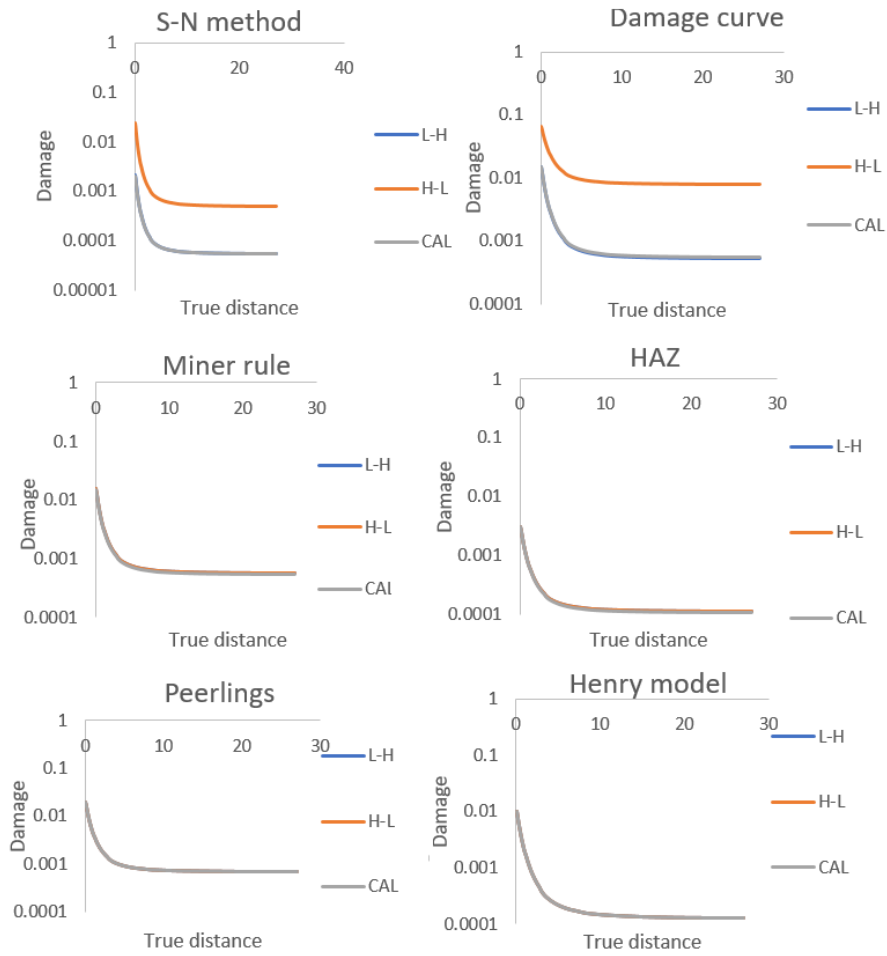 S-N method
1
0
20
40
0.1
0.01
0.001
0.0001
0.00001
Damage
True distance
L-H
H-L
CAL
Damage curve
1
0
10
20
30
0.1
0.01
0.001
0.0001
Damage
True distance
L-H
H-L
CAL
Miner rule
1
0
10
20
30
0.1
0.01
0.001
0.0001
Damage
True distance
L-H
H-L
CAL
HAZ
1
0
10
20
30
0.1
0.01
0.001
0.0001
Damage
True distance
L-H
H-L
CAL
Peerlings
1
0
10
20
30
0.1
0.01
0.001
0.0001
Damage
True distance
L-H
H-L
CAL
Henry model
1
0
10
20
30
0.1
0.01
0.001
0.0001
Damage
True distance
L-H
H-L
CAL